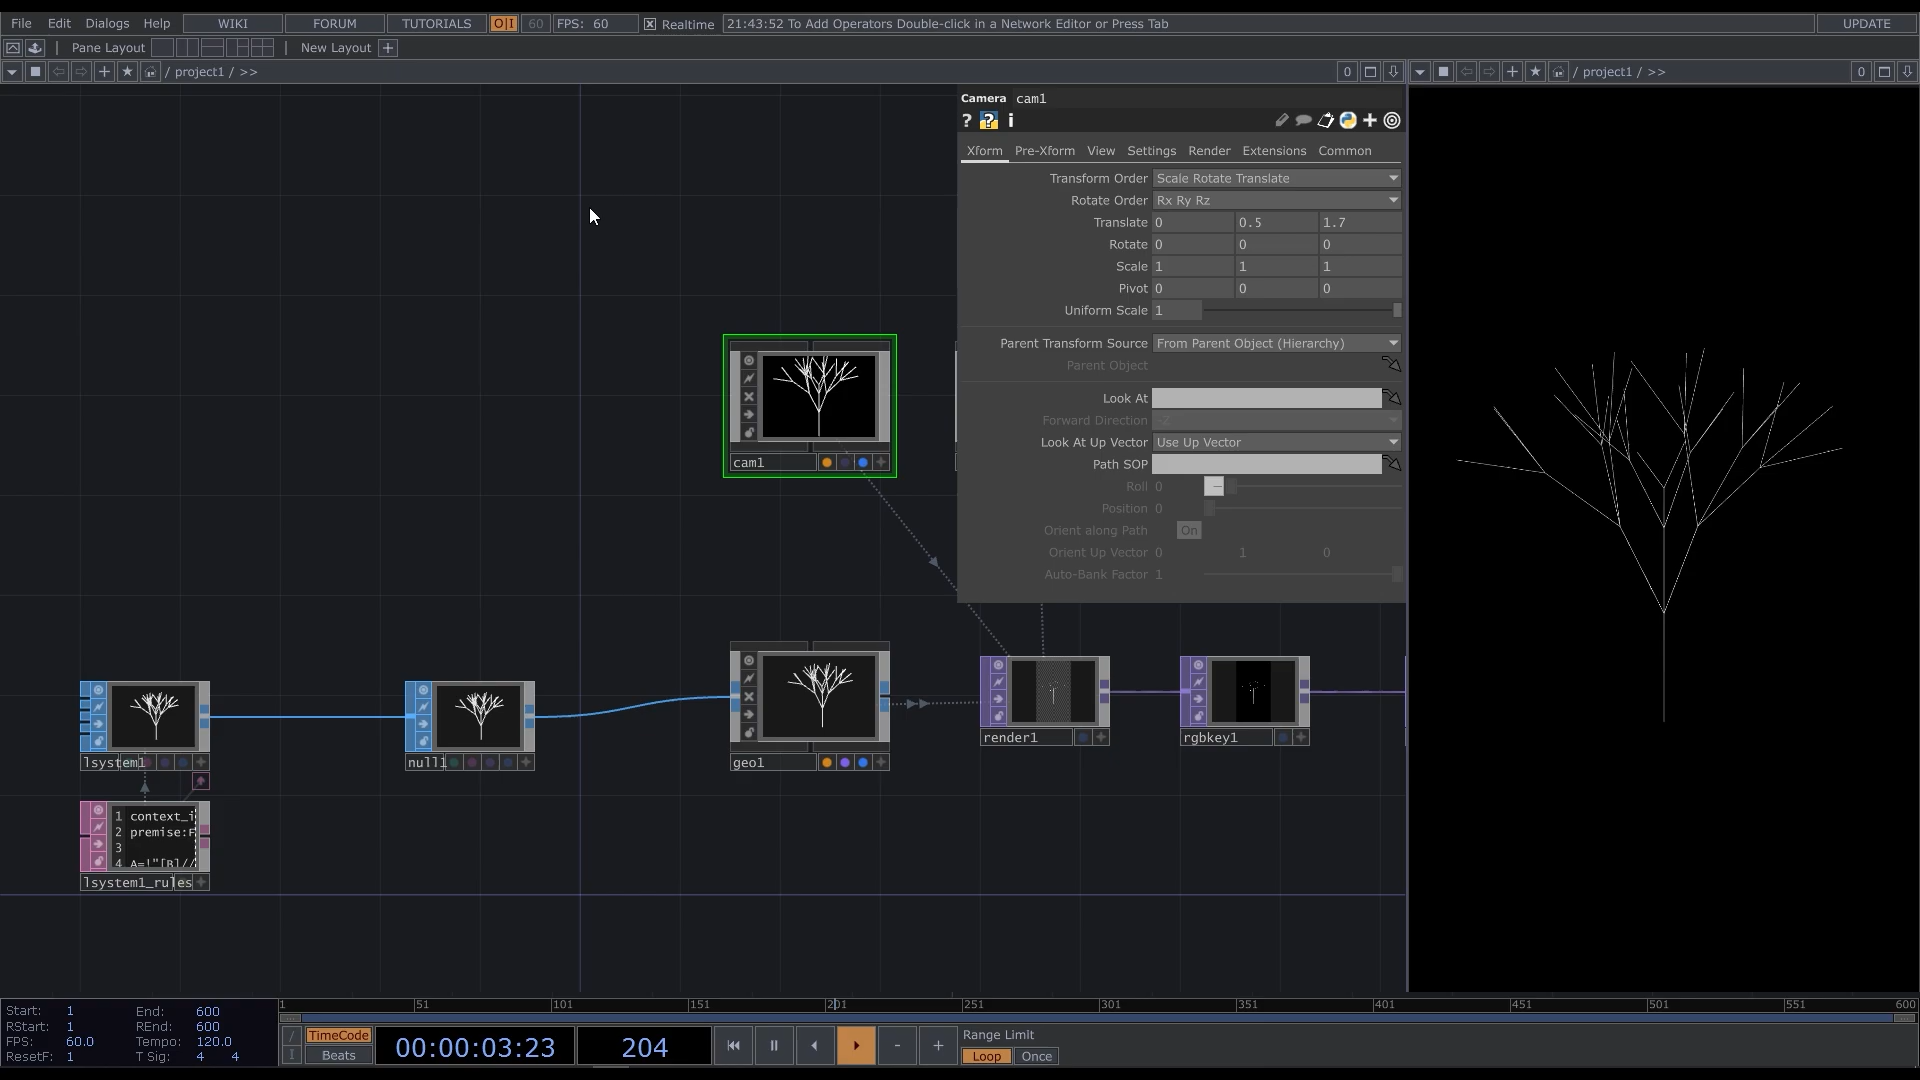 File Edit Dialogs Help WIKI FORUM TUTORIALS O|I 60 FPS: 60 Realtime 21:43:52 To Add Operators Double-click in a Network Editor or Press Tab UPDATE
Pane Layout New Layout +
/ project1 / >> 0 / project1 / >> 0
Camera cam1
? ? i
Xform Pre-Xform View Settings Render Extensions Common
Transform Order Scale Rotate Translate
Rotate Order Rx Ry Rz
Translate 0 0.5 1.7
Rotate 0 0 0
Scale 1 1 1
Pivot 0 0 0
Uniform Scale 1
Parent Transform Source From Parent Object (Hierarchy)
Parent Object
Look At
Forward Direction -Z
Look At Up Vector Use Up Vector
Path SOP
Roll 0
Position 0
Orient along Path On
Orient Up Vector 0 1 0
Auto-Bank Factor 1
cam1
render1
rgbkey1
lsystem1
null1
geo1
1 context_i
2 premise:F
3
4 A=!"[B]//
lsystem1_rules
1 51 101 151 201 251 301 351 401 451 501 551 600
Start: 1 End: 600
RStart: 1 REnd: 600
FPS: 60.0 Tempo: 120.0
ResetF: 1 T Sig: 4 4
/ TimeCode
I Beats
00:00:03:23
204
- +
Range Limit
Loop Once